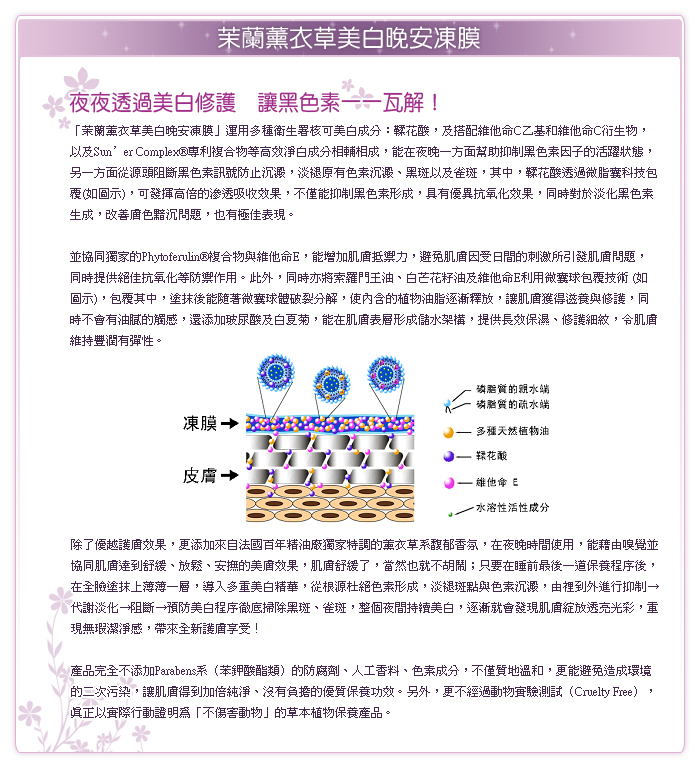 茉蘭薰衣草美白晚安凍膜
夜夜透過美白修護　讓黑色素一一瓦解！
「茉蘭薰衣草美白晚安凍膜」運用多種衛生署核可美白成分：鞣花酸，及搭配維他命C乙基和維他命C衍生物，
以及Sun’er Complex®專利複合物等高效淨白成分相輔相成，能在夜晚一方面幫助抑制黑色素因子的活躍狀態，
另一方面從源頭阻斷黑色素訊號防止沉澱，淡褪原有色素沉澱、黑斑以及雀斑，其中，鞣花酸透過微脂囊科技包
覆(如圖示)，可發揮高倍的滲透吸收效果，不僅能抑制黑色素形成，具有優異抗氧化效果，同時對於淡化黑色素
生成，改善膚色黯沉問題，也有極佳表現。
並協同獨家的Phytoferulin®複合物與維他命E，能增加肌膚抵禦力，避免肌膚因受日間的刺激所引發肌膚問題，
同時提供絕佳抗氧化等防禦作用。此外，同時亦將索羅門王油、白芒花籽油及維他命E利用微囊球包覆技術 (如
圖示)，包覆其中，塗抹後能隨著微囊球體破裂分解，使內含的植物油脂逐漸釋放，讓肌膚獲得滋養與修護，同
時不會有油膩的觸感，還添加玻尿酸及白夏菊，能在肌膚表層形成儲水架構，提供長效保濕、修護細紋，令肌膚
維持豐潤有彈性。
磷脂質的親水端
磷脂質的疏水端
凍膜
多種天然植物油
鞣花酸
皮膚
維他命 E
水溶性活性成分
除了優越護膚效果，更添加來自法國百年精油廠獨家特調的薰衣草系馥郁香氛，在夜晚時間使用，能藉由嗅覺並
協同肌膚達到舒緩、放鬆、安撫的美膚效果，肌膚舒緩了，當然也就不胡鬧；只要在睡前最後一道保養程序後，
在全臉塗抹上薄薄一層，導入多重美白精華，從根源杜絕色素形成，淡褪斑點與色素沉澱，由裡到外進行抑制→
代謝淡化→阻斷→預防美白程序徹底掃除黑斑、雀斑，整個夜間持續美白，逐漸就會發現肌膚綻放透亮光彩，重
現無瑕潔淨感，帶來全新護膚享受！
產品完全不添加Parabens系（苯鉀酸酯類）的防腐劑、人工香料、色素成分，不僅質地溫和，更能避免造成環境
的二次污染，讓肌膚得到加倍純淨、沒有負擔的優質保養功效。另外，更不經過動物實驗測試（Cruelty Free），
真正以實際行動證明為「不傷害動物」的草本植物保養產品。